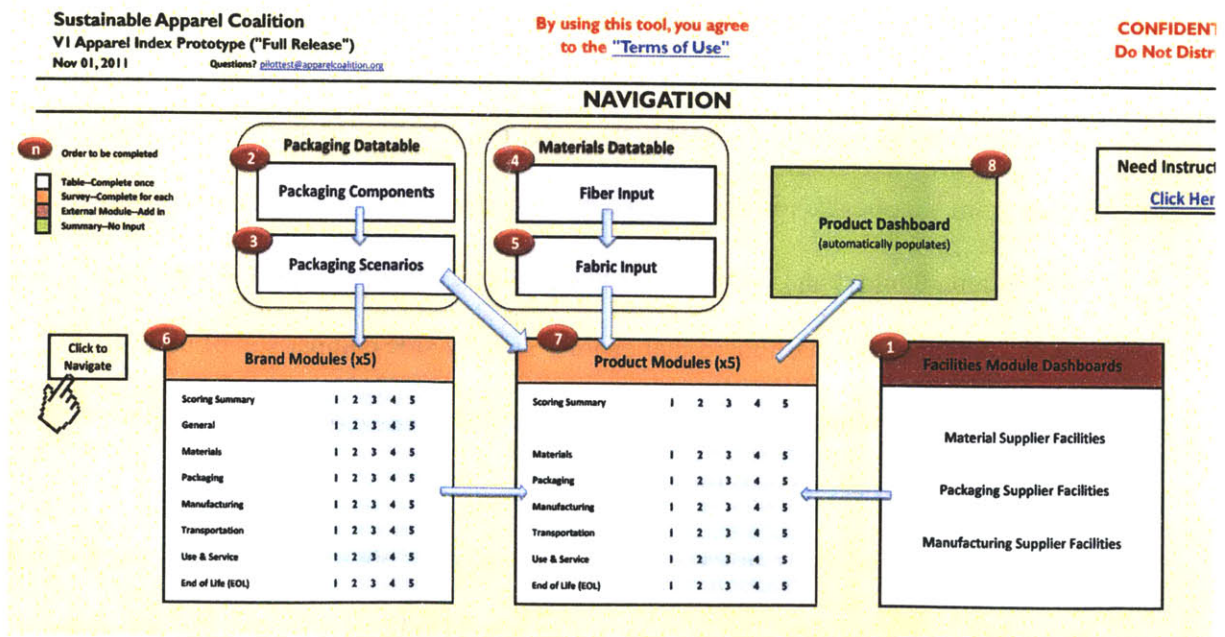 Sustainable Apparel Coalition
V1 Apparel Index Prototype ("Full Release")
Nov 01, 2011 Questions? pilottest@apparelcoalition.org
By using this tool, you agree
to the "Terms of Use"
CONFIDENT
Do Not Distr
NAVIGATION
n Order to be completed
Table--Complete once
Survey--Complete for each
External Module--Add in
Summary--No Input
Packaging Datatable
2
Packaging Components
3
Packaging Scenarios
Materials Datatable
4
Fiber Input
5
Fabric Input
8
Product Dashboard
(automatically populates)
Need Instruct
Click Her
Click to
Navigate
6
Brand Modules (x5)
Scoring Summary 1 2 3 4 5
General 1 2 3 4 5
Materials 1 2 3 4 5
Packaging 1 2 3 4 5
Manufacturing 1 2 3 4 5
Transportation 1 2 3 4 5
Use & Service 1 2 3 4 5
End of Life (EOL) 1 2 3 4 5
7
Product Modules (x5)
Scoring Summary 1 2 3 4 5
Materials 1 2 3 4 5
Packaging 1 2 3 4 5
Manufacturing 1 2 3 4 5
Transportation 1 2 3 4 5
Use & Service 1 2 3 4 5
End of Life (EOL) 1 2 3 4 5
1
Facilities Module Dashboards
Material Supplier Facilities
Packaging Supplier Facilities
Manufacturing Supplier Facilities